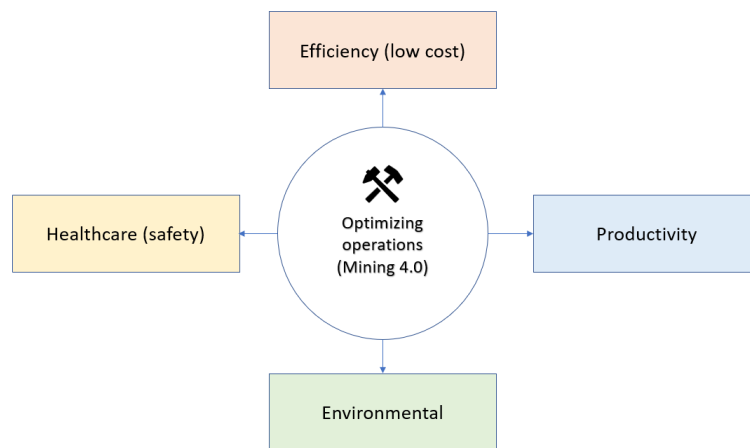 Efficiency (low cost)
Healthcare (safety)
Optimizing
operations
(Mining 4.0)
Productivity
Environmental